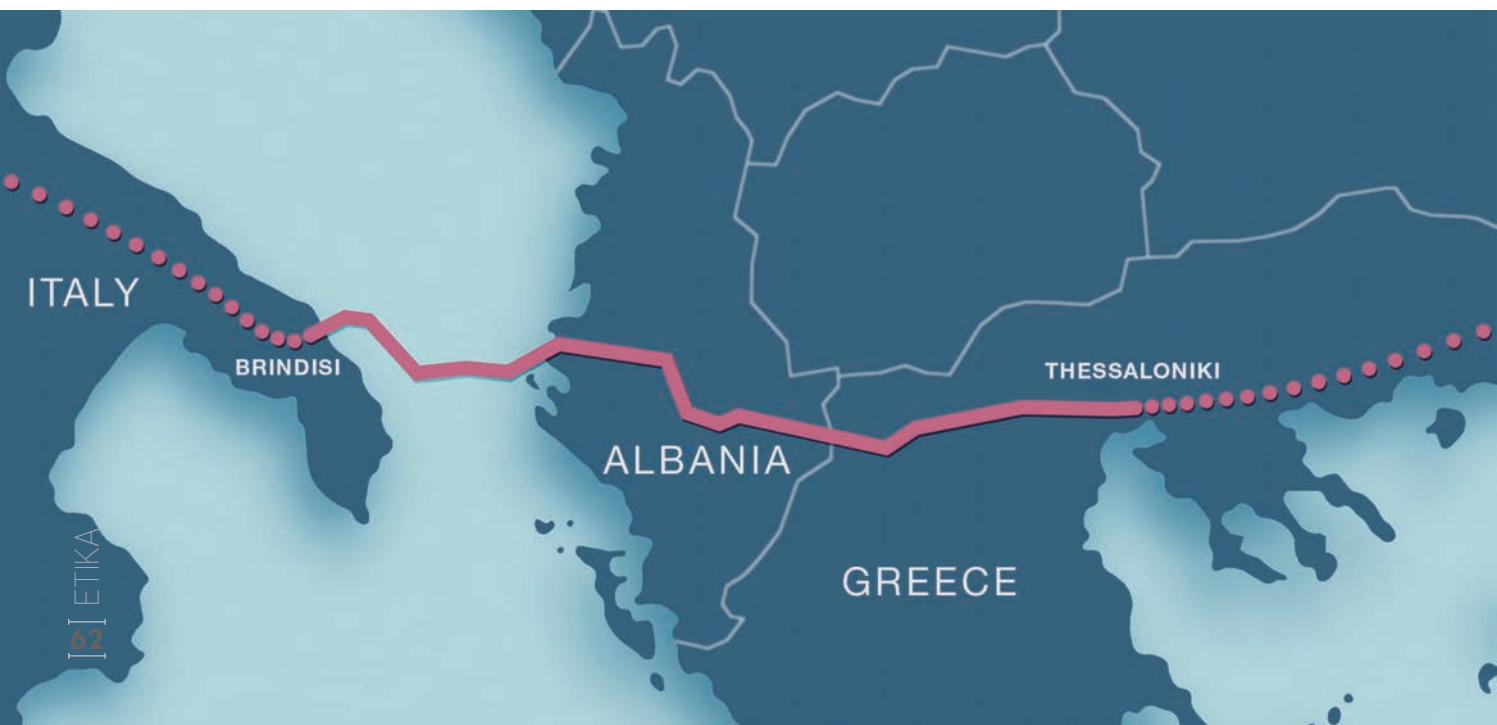 ITALY
BRINDISI
THESSALONIKI
ALBANIA
GREECE
|62| ETIKA